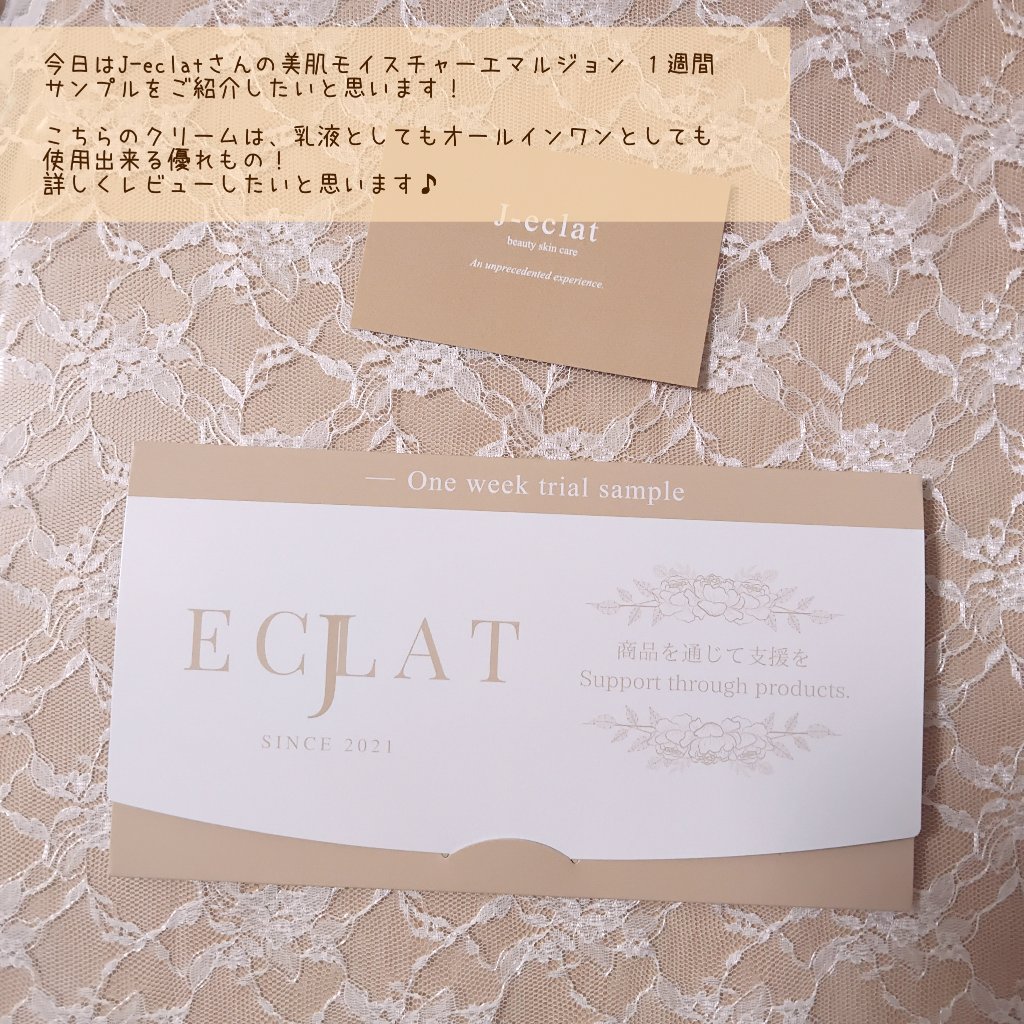 今日はJ-eclatさんの美肌モイスチャーエマルジョン 1週間
サンプルをご紹介したいと思います!
こちらのクリームは、乳液としてもオールインワンとしても
使用出来る優れもの!
詳しくレビューしたいと思います♪
J-eclat
beauty skin care
An unprecedented experience.
— One week trial sample
ECJLAT
SINCE 2021
商品を通じて支援を
Support through products.